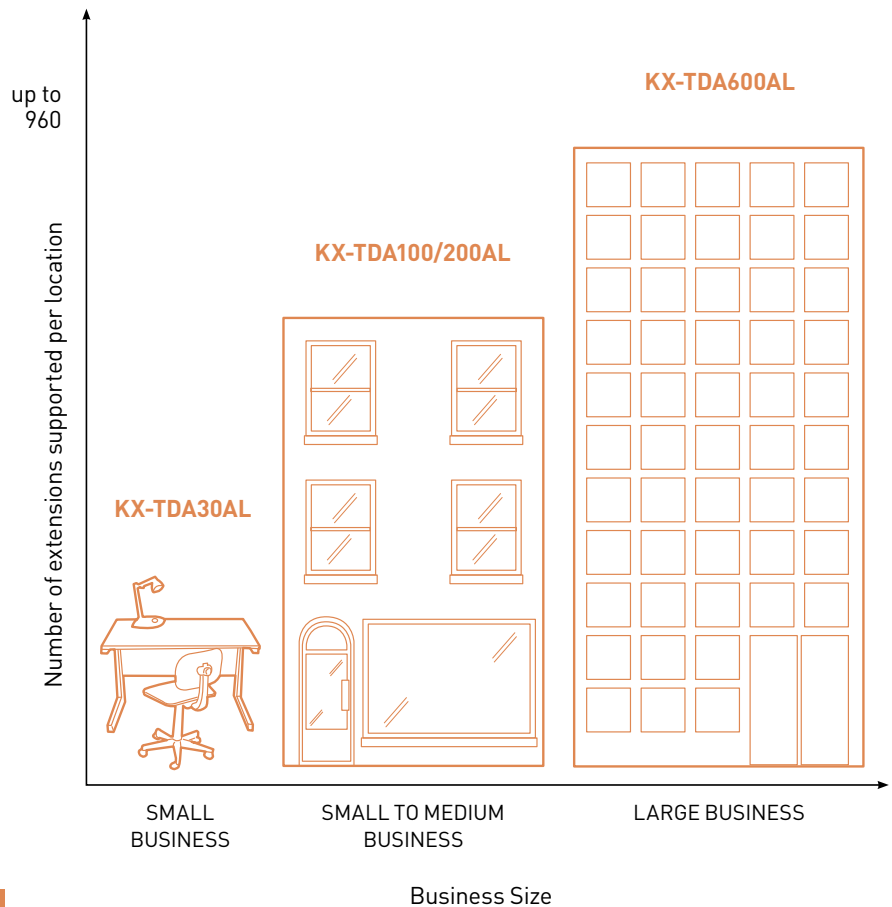 KX-TDA600AL
up to
960
KX-TDA100/200AL
Number of extensions supported per location
KX-TDA30AL
SMALL
BUSINESS
SMALL TO MEDIUM
BUSINESS
LARGE BUSINESS
Business Size